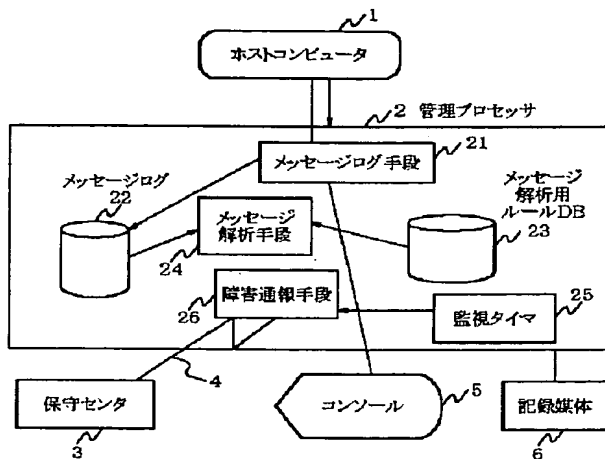 1
ホストコンピュータ
2 管理プロセッサ
21
メッセージログ手段
メッセージログ
22
メッセージ
解析用
ルールDB
23
メッセージ
解析手段
24
障害通報手段
26
25
監視タイマ
4
保守センタ
3
5
コンソール
記録媒体
6